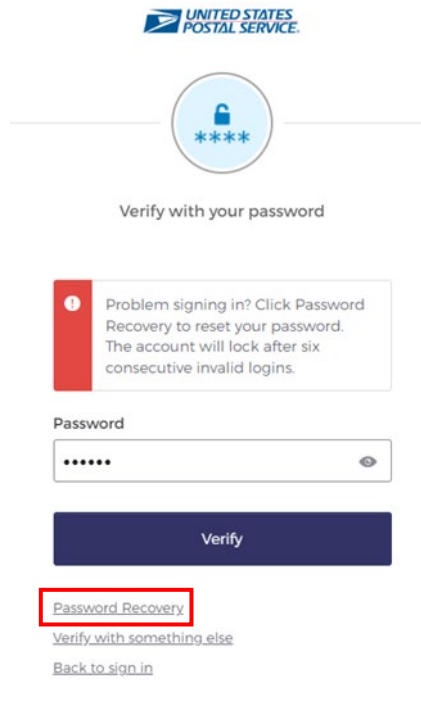 UNITED STATES
POSTAL SERVICE.
****
Verify with your password
Problem signing in? Click Password
Recovery to reset your password.
The account will lock after six
consecutive invalid logins.
Password
••••••
Verify
Password Recovery
Verify with something else
Back to sign in